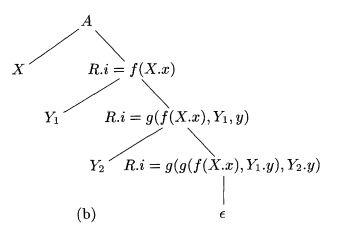 A
X R.i = f(X.x)
Y₁ R.i = g(f(X.x), Y₁, y)
Y₂ R.i = g(g(f(X.x), Y₁.y), Y₂.y)
(b) ϵ